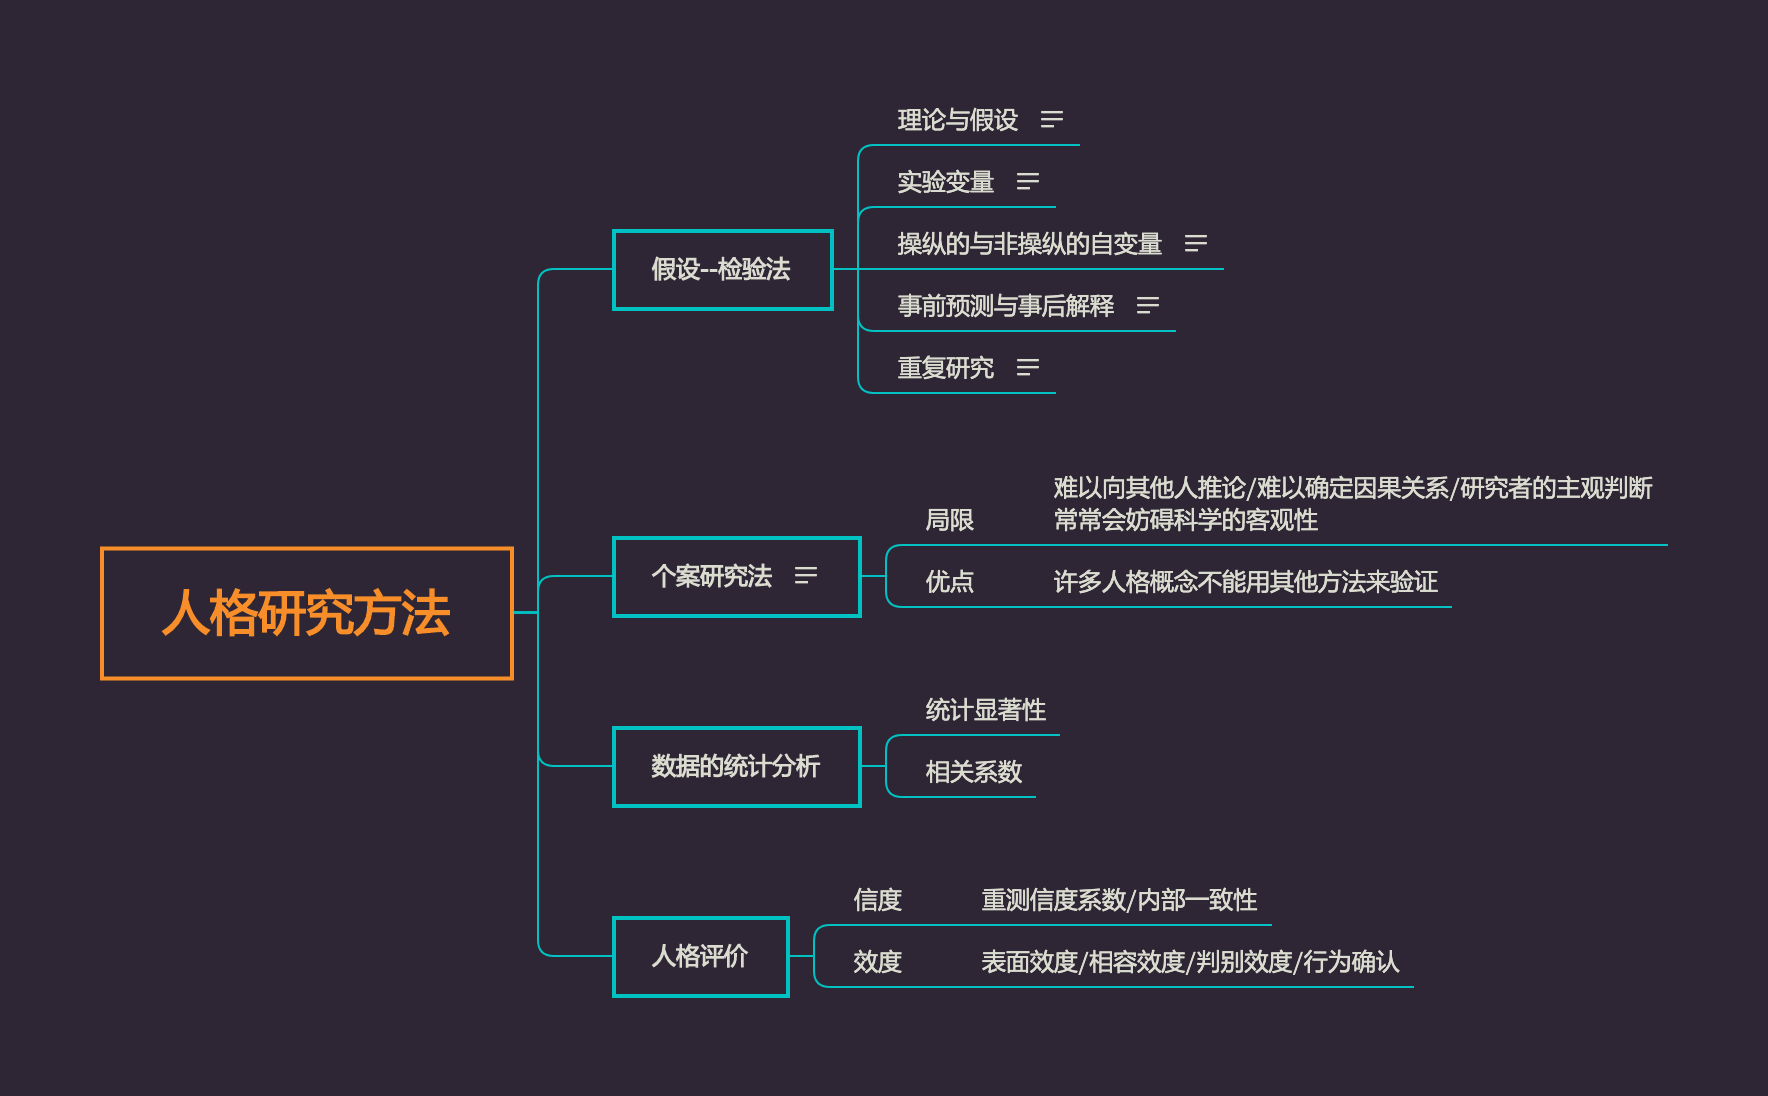 人格研究方法
假设--检验法
理论与假设
实验变量
操纵的与非操纵的自变量
事前预测与事后解释
重复研究
个案研究法
局限
难以向其他人推论/难以确定因果关系/研究者的主观判断
常常会妨碍科学的客观性
优点
许多人格概念不能用其他方法来验证
数据的统计分析
统计显著性
相关系数
人格评价
信度
重测信度系数/内部一致性
效度
表面效度/相容效度/判别效度/行为确认